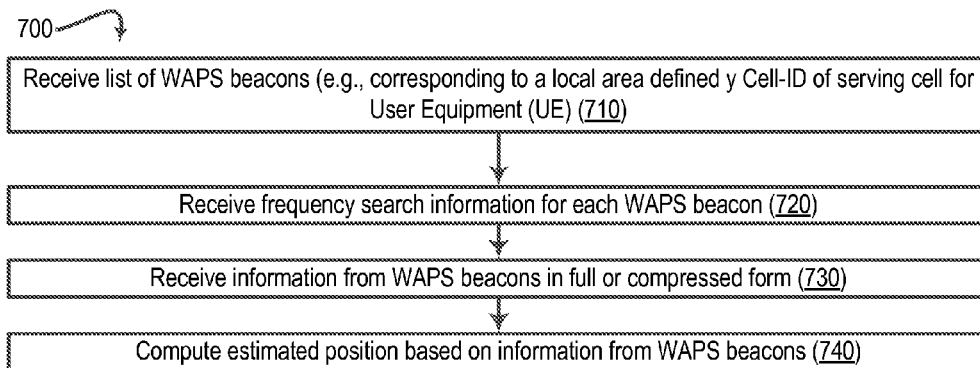 700
Receive list of WAPS beacons (e.g., corresponding to a local area defined y Cell-ID of serving cell for
User Equipment (UE) (710)
Receive frequency search information for each WAPS beacon (720)
Receive information from WAPS beacons in full or compressed form (730)
Compute estimated position based on information from WAPS beacons (740)